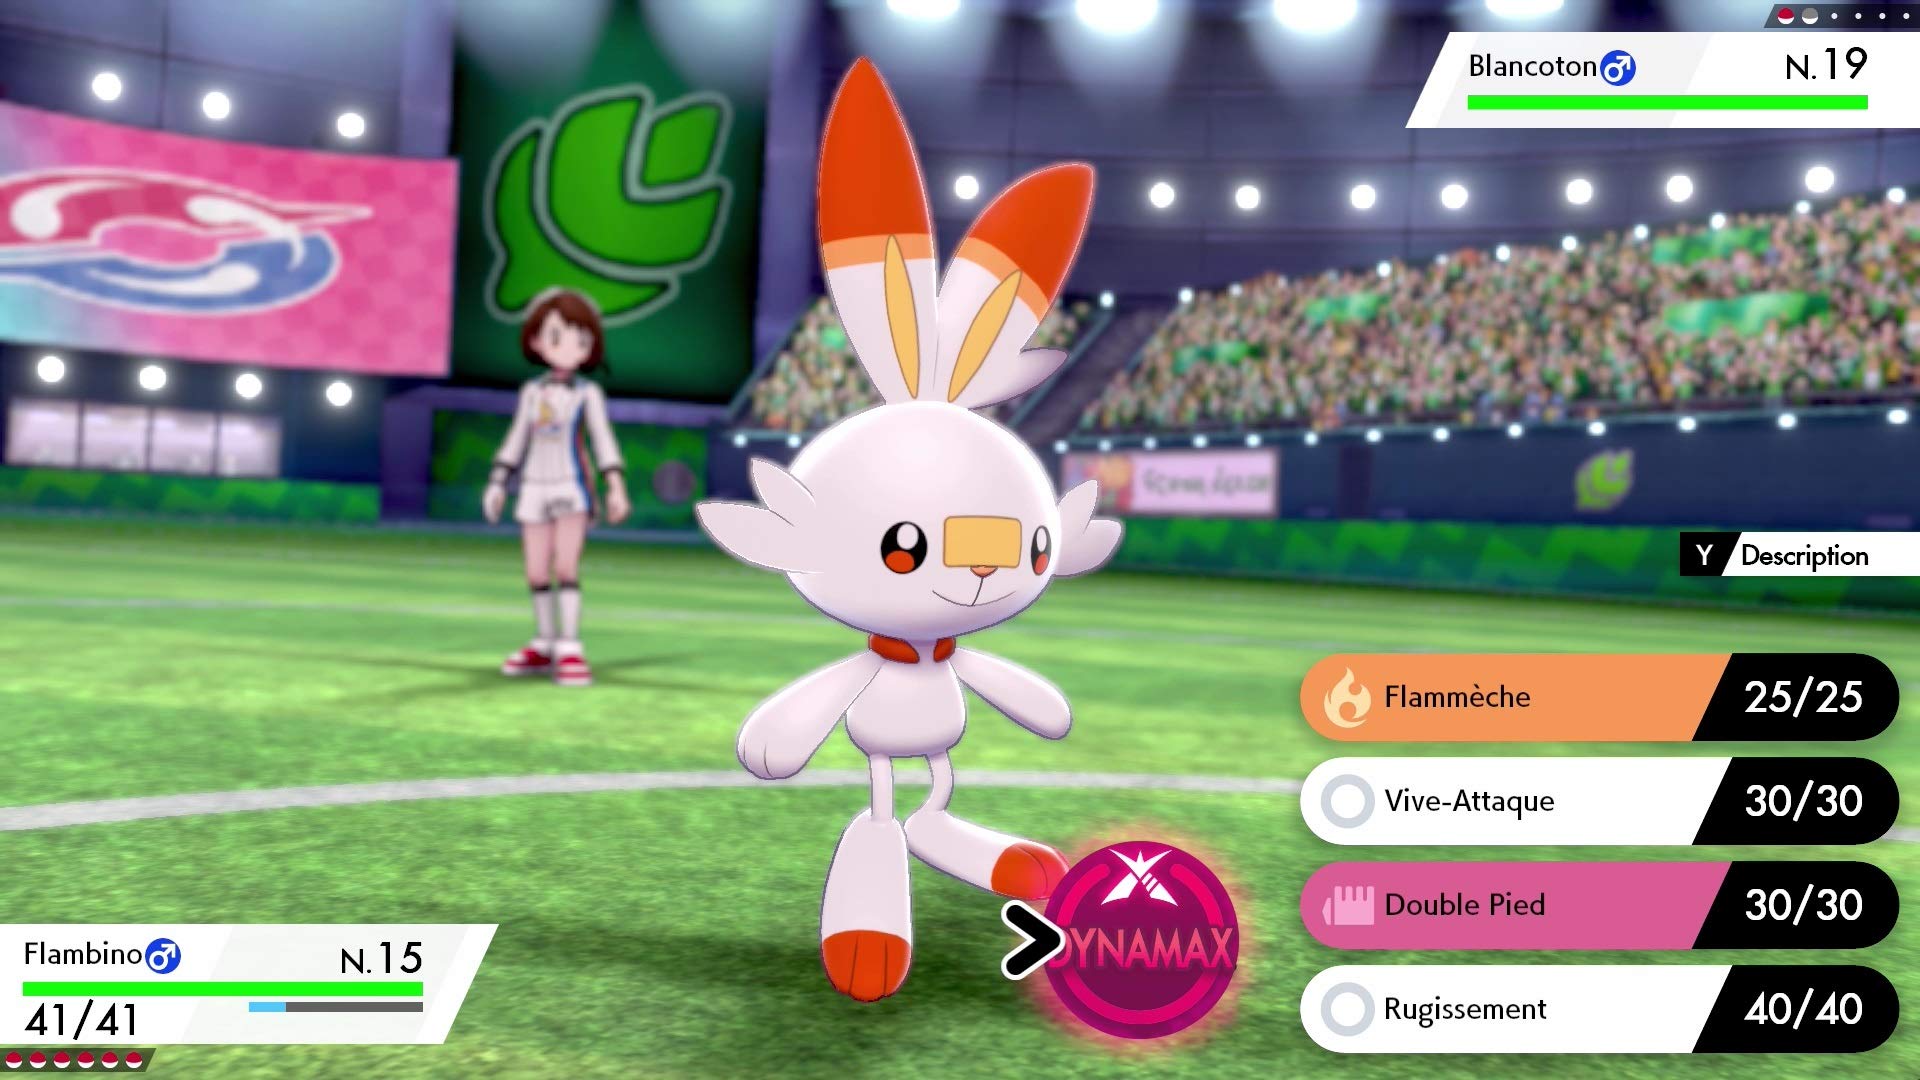 Blancoton♂ N.19
Y Description
Flammèche 25/25
Vive-Attaque 30/30
Double Pied 30/30
Rugissement 40/40
DYNAMAX
Flambino♂ N.15
41/41